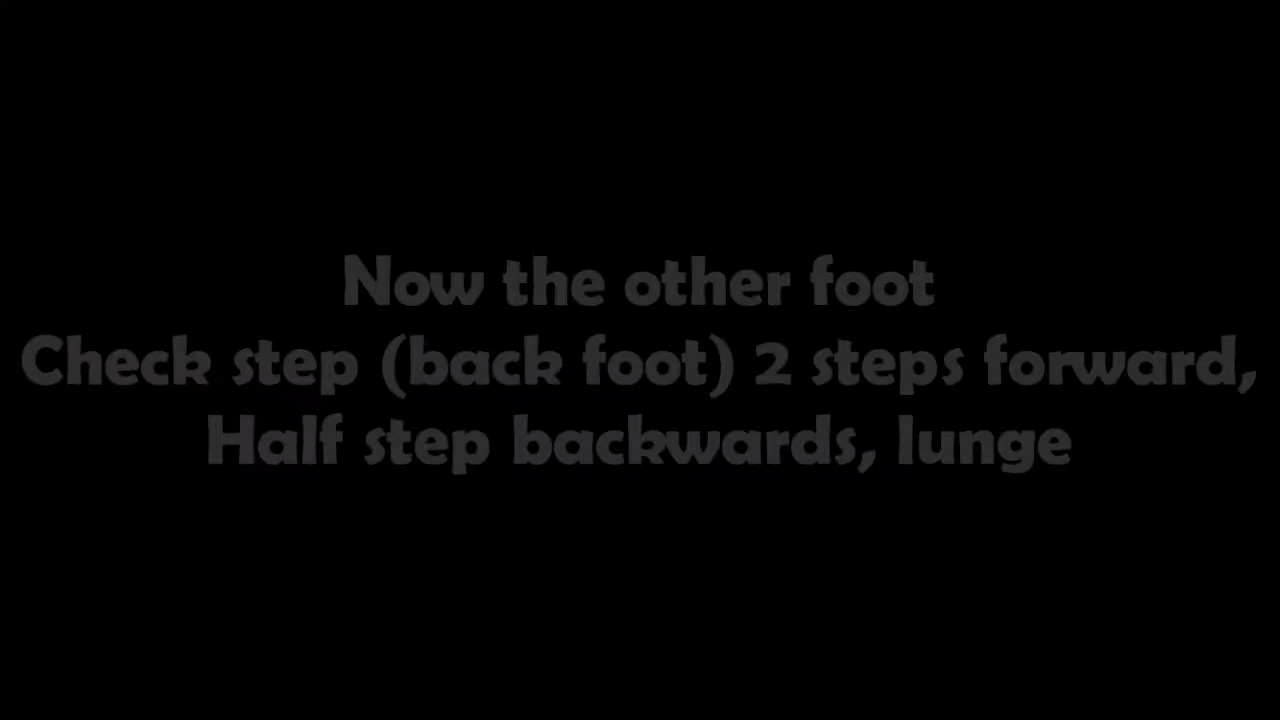 Now the other foot
Check step (back foot) 2 steps forward,
Half step backwards, lunge